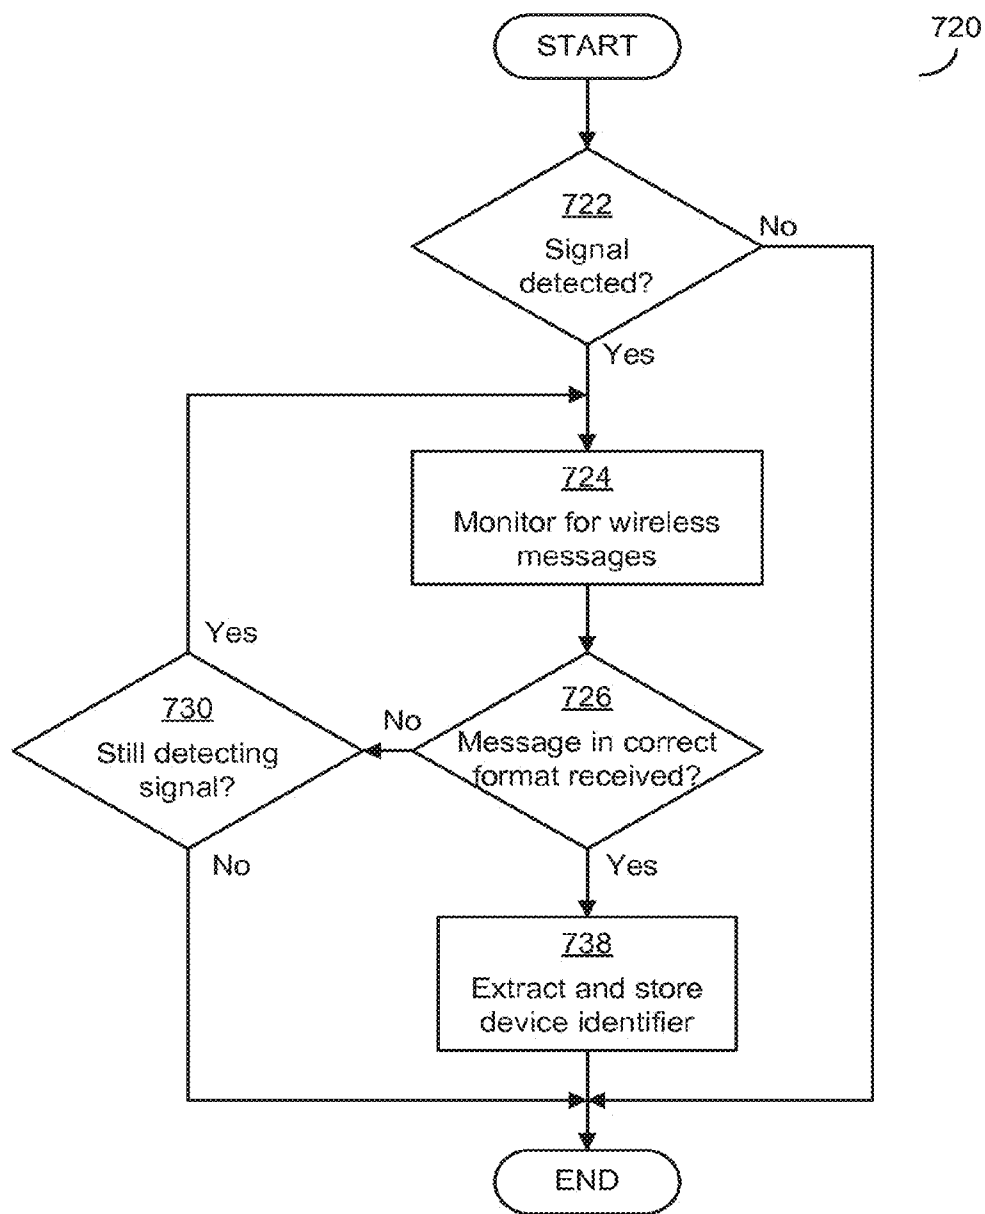 720
START
722
Signal
detected?
No
Yes
724
Monitor for wireless
messages
Yes
730
Still detecting
signal?
No
No
726
Message in correct
format received?
Yes
738
Extract and store
device identifier
END